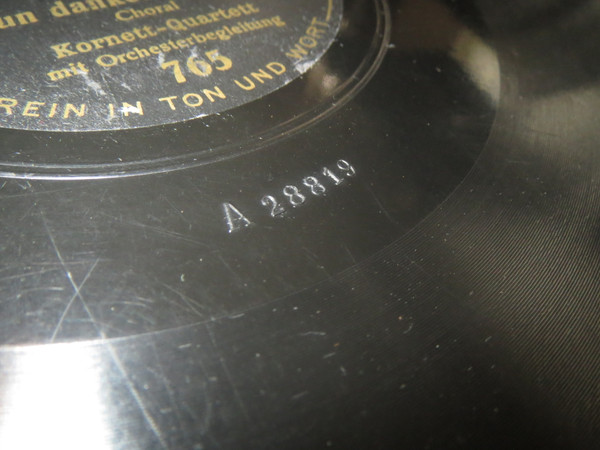 un danke
Choral
Kornett-Quartett
mit Orchesterbegleitung
765
REIN IN TON UND WORT
A 28819